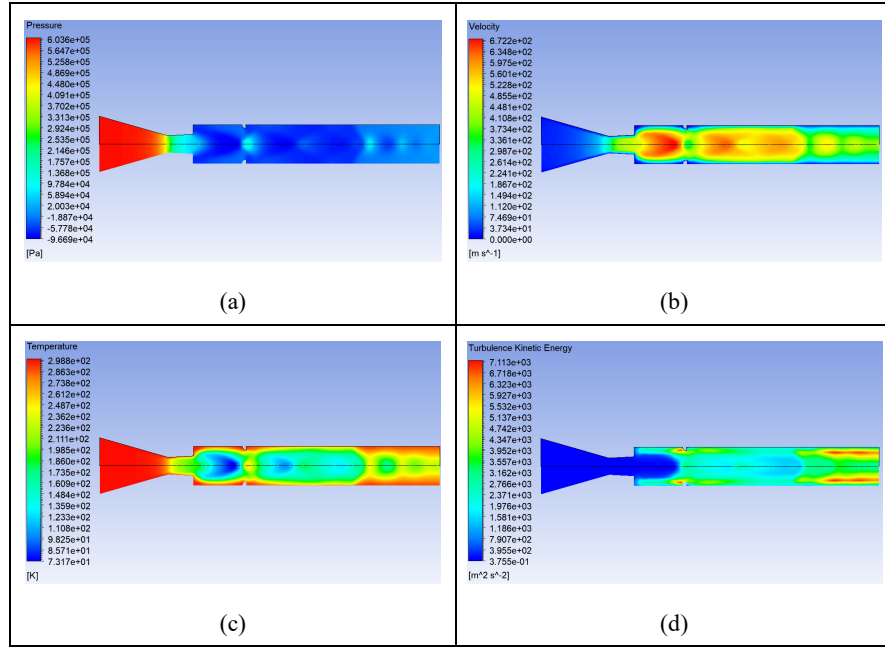 Pressure
6.036e+05
5.647e+05
5.258e+05
4.869e+05
4.480e+05
4.091e+05
3.702e+05
3.313e+05
2.924e+05
2.535e+05
2.146e+05
1.757e+05
1.368e+05
9.784e+04
5.894e+04
2.003e+04
-1.887e+04
-5.778e+04
-9.669e+04
[Pa]
(a)
Velocity
6.722e+02
6.348e+02
5.975e+02
5.601e+02
5.228e+02
4.855e+02
4.481e+02
4.108e+02
3.734e+02
3.361e+02
2.987e+02
2.614e+02
2.241e+02
1.867e+02
1.494e+02
1.120e+02
7.469e+01
3.734e+01
0.000e+00
[m s^-1]
(b)
Temperature
2.988e+02
2.863e+02
2.738e+02
2.612e+02
2.487e+02
2.362e+02
2.236e+02
2.111e+02
1.985e+02
1.860e+02
1.735e+02
1.609e+02
1.484e+02
1.359e+02
1.233e+02
1.108e+02
9.825e+01
8.571e+01
7.317e+01
[K]
(c)
Turbulence Kinetic Energy
7.113e+03
6.718e+03
6.323e+03
5.927e+03
5.532e+03
5.137e+03
4.742e+03
4.347e+03
3.952e+03
3.557e+03
3.162e+03
2.766e+03
2.371e+03
1.976e+03
1.581e+03
1.186e+03
7.907e+02
3.955e+02
3.755e-01
[m^2 s^-2]
(d)